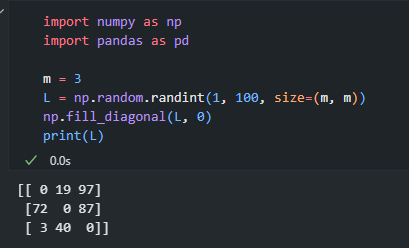 import numpy as np
import pandas as pd

m = 3
L = np.random.randint(1, 100, size=(m, m))
np.fill_diagonal(L, 0)
print(L)
0.0s
[[ 0 19 97]
 [72  0 87]
 [ 3 40  0]]